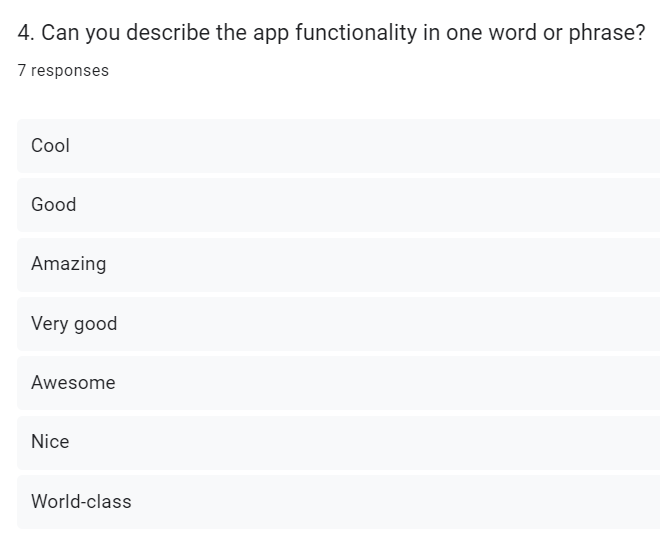 4. Can you describe the app functionality in one word or phrase?
7 responses
Cool
Good
Amazing
Very good
Awesome
Nice
World-class